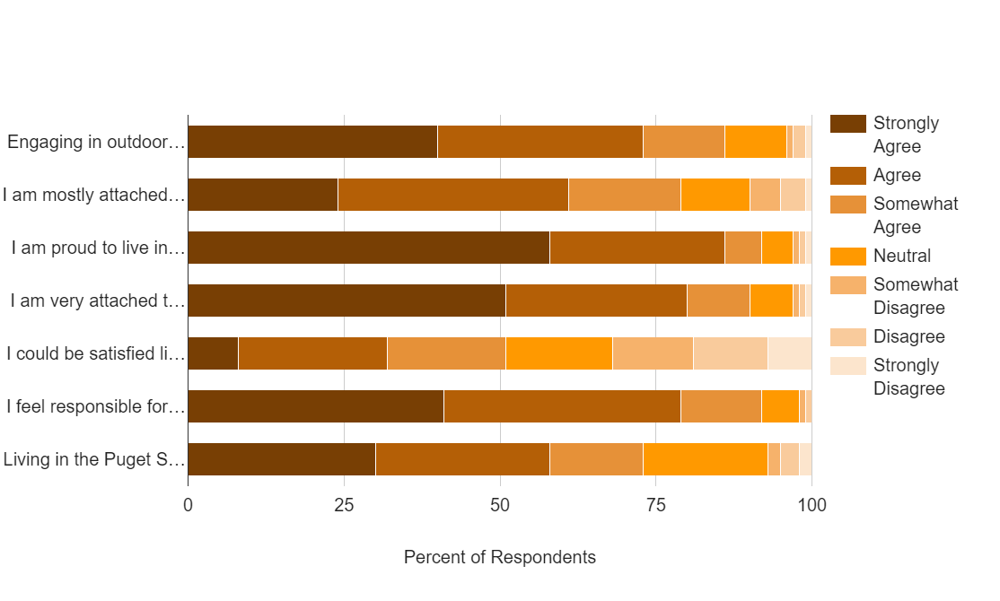 Engaging in outdoor…
I am mostly attached…
I am proud to live in…
I am very attached t…
I could be satisfied li…
I feel responsible for…
Living in the Puget S…
0
25
50
75
100
Percent of Respondents
Strongly
Agree
Agree
Somewhat
Agree
Neutral
Somewhat
Disagree
Disagree
Strongly
Disagree